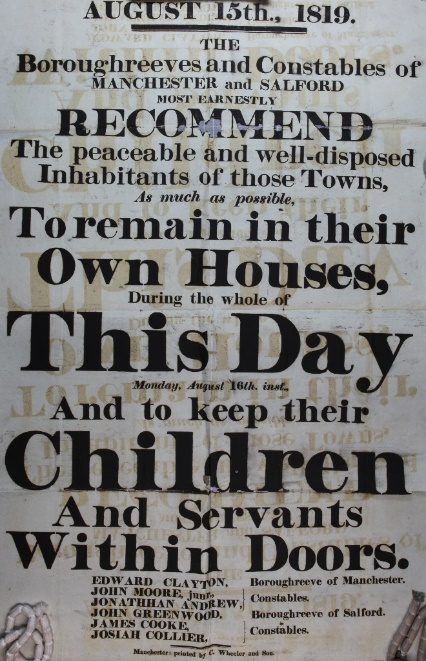 AUGUST 15th., 1819.
THE
Boroughreeves and Constables of
MANCHESTER and SALFORD
MOST EARNESTLY
RECOMMEND
The peaceable and well-disposed
Inhabitants of those Towns,
As much as possible,
To remain in their
Own Houses,
During the whole of
This Day
Monday, August 16th. inst.,
And to keep their
Children
And Servants
Within Doors.
EDWARD CLAYTON, Boroughreeve of Manchester.
JOHN MOORE, junr.
JONATHHAN ANDREW, Constables.
JOHN GREENWOOD, Boroughreeve of Salford.
JAMES COOKE,
JOSIAH COLLIER, Constables.
Manchester: printed by C. Wheeler and Son.